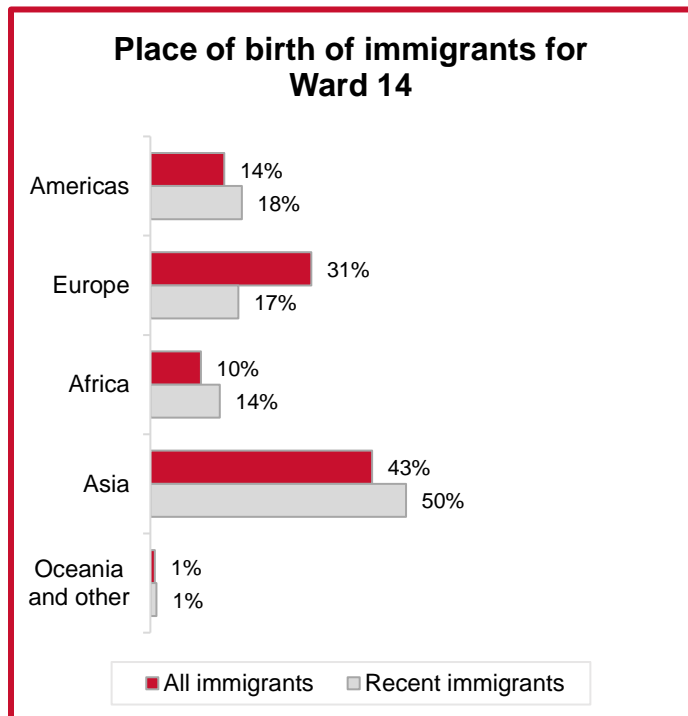 Place of birth of immigrants for
Ward 14
Americas
14%
18%
Europe
31%
17%
Africa
10%
14%
Asia
43%
50%
Oceania
and other
1%
1%
All immigrants
Recent immigrants